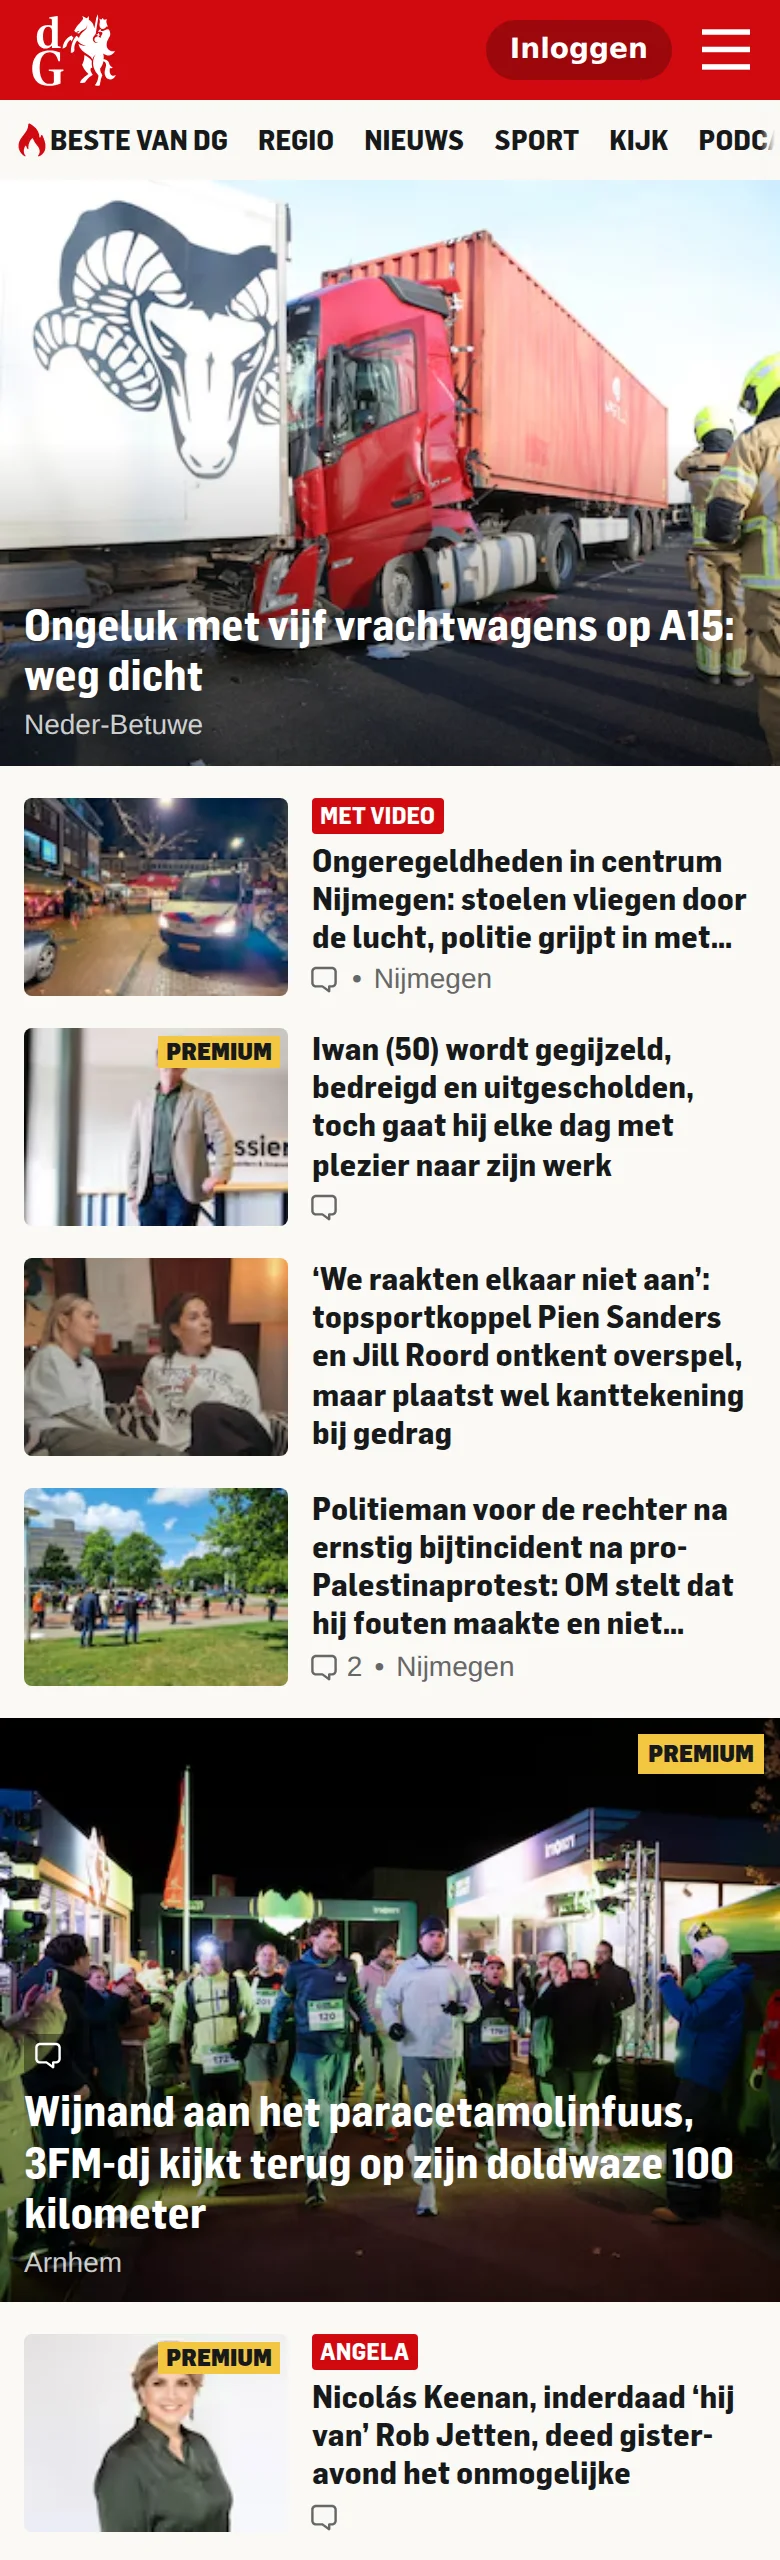 dG
Inloggen
BESTE VAN DG REGIO NIEUWS SPORT KIJK PODCA
Ongeluk met vijf vrachtwagens op A15:
weg dicht
Neder-Betuwe
MET VIDEO
Ongeregeldheden in centrum
Nijmegen: stoelen vliegen door
de lucht, politie grijpt in met...
• Nijmegen
PREMIUM
ssier
Iwan (50) wordt gegijzeld,
bedreigd en uitgescholden,
toch gaat hij elke dag met
plezier naar zijn werk
‘We raakten elkaar niet aan’:
topsportkoppel Pien Sanders
en Jill Roord ontkent overspel,
maar plaatst wel kanttekening
bij gedrag
Politieman voor de rechter na
ernstig bijtincident na pro-
Palestinaprotest: OM stelt dat
hij fouten maakte en niet...
2 • Nijmegen
PREMIUM
201
120
172
Wijnand aan het paracetamolinfuus,
3FM-dj kijkt terug op zijn doldwaze 100
kilometer
Arnhem
PREMIUM
ANGELA
Nicolás Keenan, inderdaad ‘hij
van’ Rob Jetten, deed gister-
avond het onmogelijke